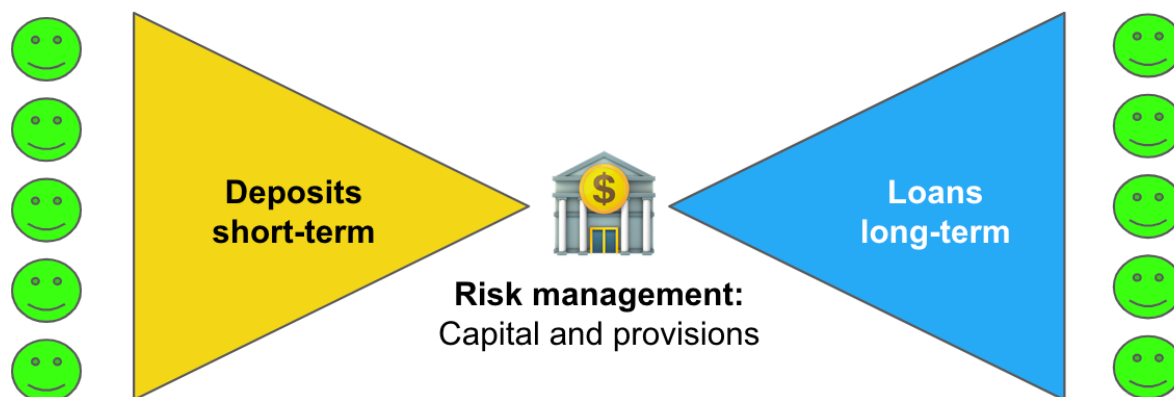 Deposits
short-term
$
Loans
long-term
Risk management:
Capital and provisions